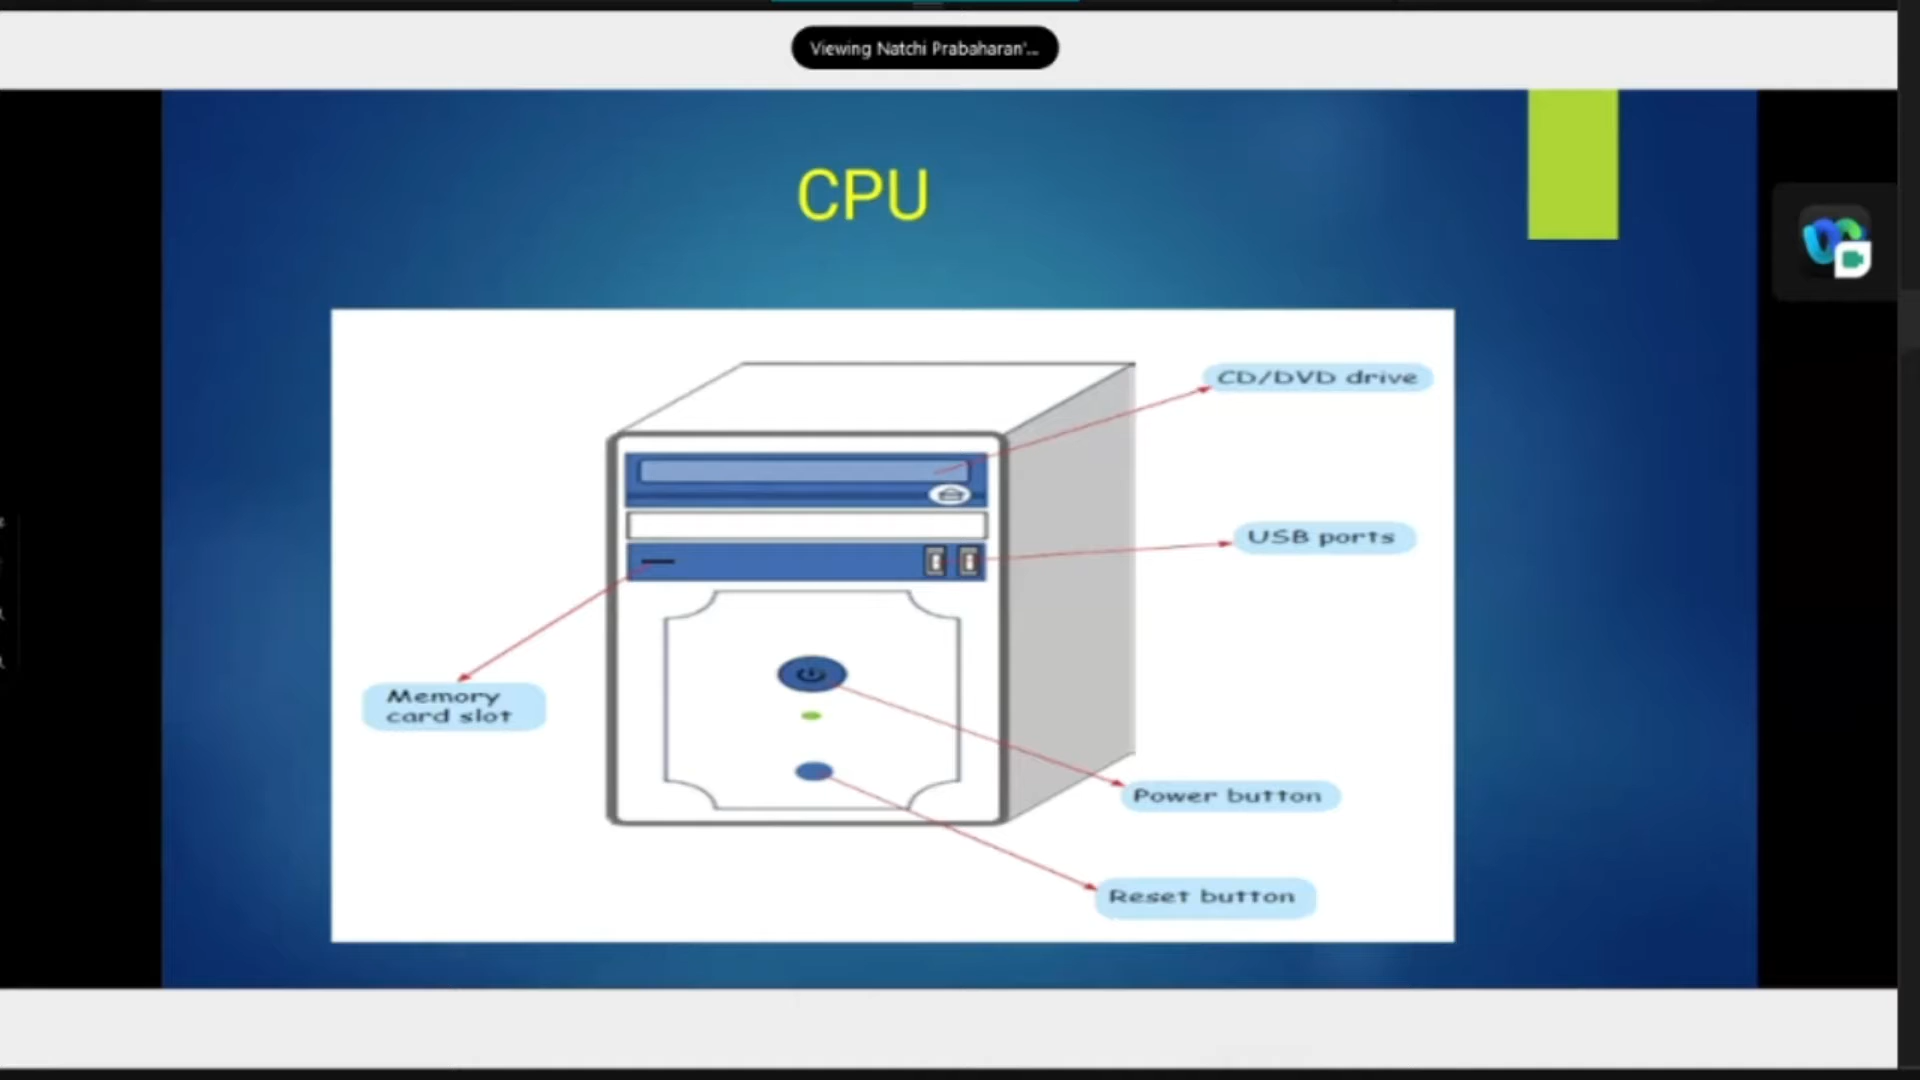 Viewing Natchi Prabaharan'...
CPU
CD/DVD drive
USB ports
Memory
card slot
Power button
Reset button